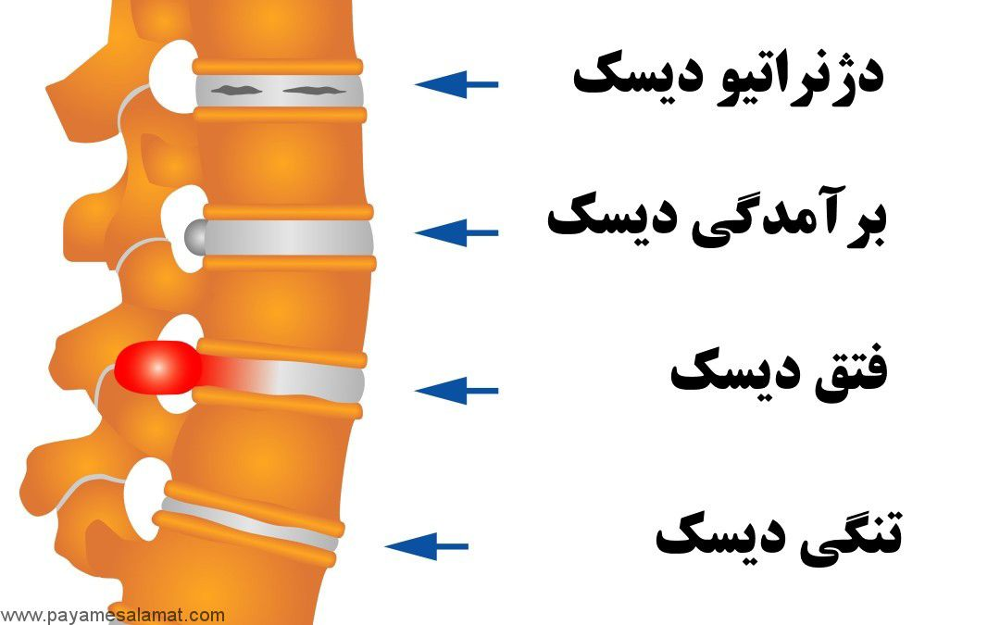 دژنراتیو دیسک
برآمدگی دیسک
فتق دیسک
تنگی دیسک
www.payamesalamat.com